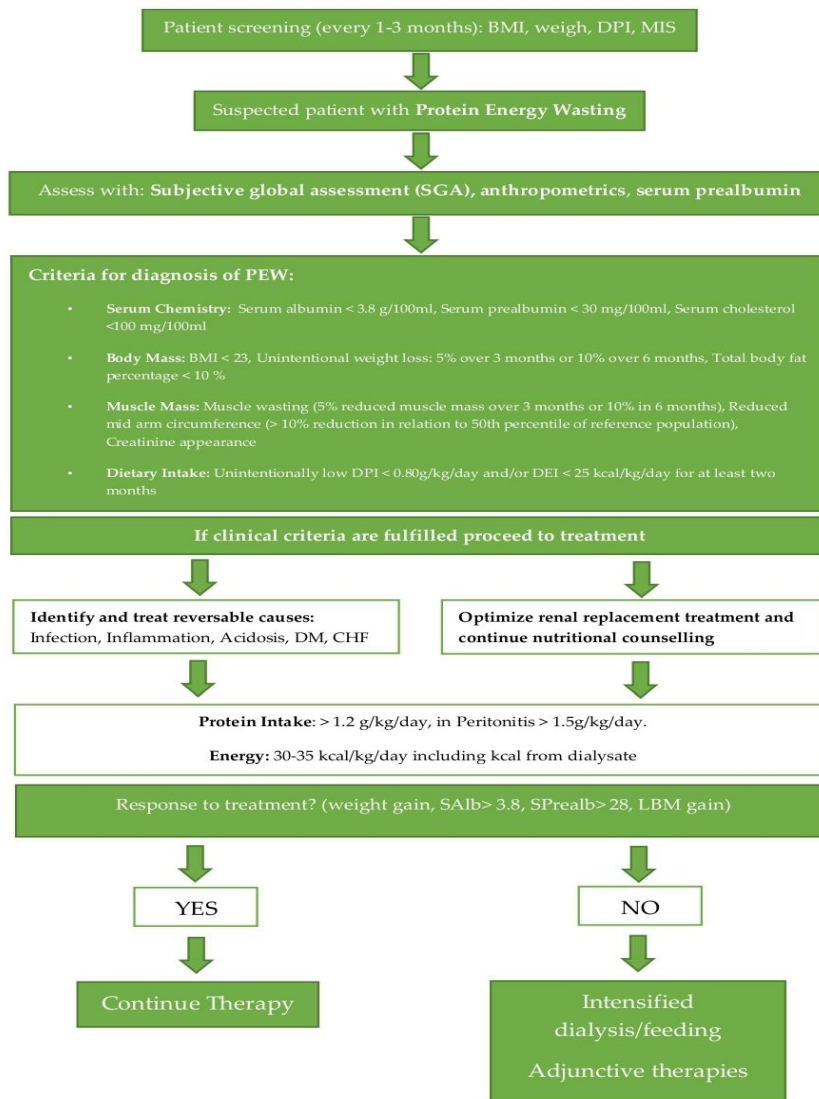 Patient screening (every 1-3 months): BMI, weigh, DPI, MIS
Suspected patient with Protein Energy Wasting
Assess with: Subjective global assessment (SGA), anthropometrics, serum prealbumin
Criteria for diagnosis of PEW:
• Serum Chemistry: Serum albumin < 3.8 g/100ml, Serum prealbumin < 30 mg/100ml, Serum cholesterol
<100 mg/100ml
• Body Mass: BMI < 23, Unintentional weight loss: 5% over 3 months or 10% over 6 months, Total body fat
percentage < 10 %
• Muscle Mass: Muscle wasting (5% reduced muscle mass over 3 months or 10% in 6 months), Reduced
mid arm circumference (> 10% reduction in relation to 50th percentile of reference population),
Creatinine appearance
• Dietary Intake: Unintentionally low DPI < 0.80g/kg/day and/or DEI < 25 kcal/kg/day for at least two
months
If clinical criteria are fulfilled proceed to treatment
Identify and treat reversable causes:
Infection, Inflammation, Acidosis, DM, CHF
Optimize renal replacement treatment and
continue nutritional counselling
Protein Intake: > 1.2 g/kg/day, in Peritonitis > 1.5g/kg/day.
Energy: 30-35 kcal/kg/day including kcal from dialysate
Response to treatment? (weight gain, SAlb> 3.8, SPrealb> 28, LBM gain)
YES
NO
Continue Therapy
Intensified
dialysis/feeding
Adjunctive therapies